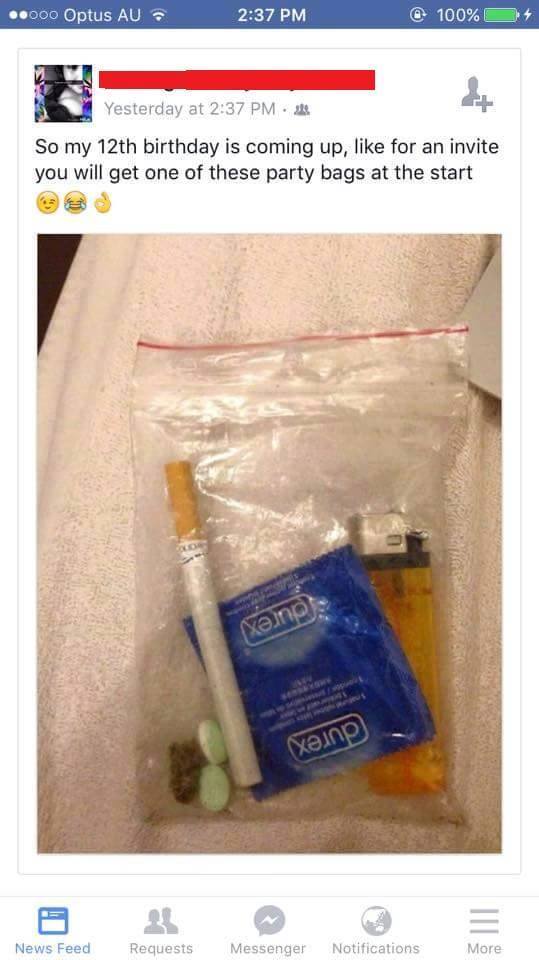 Optus AU 2:37 PM 100%
Yesterday at 2:37 PM ·
So my 12th birthday is coming up, like for an invite
you will get one of these party bags at the start
durex
durex
News Feed Requests Messenger Notifications More